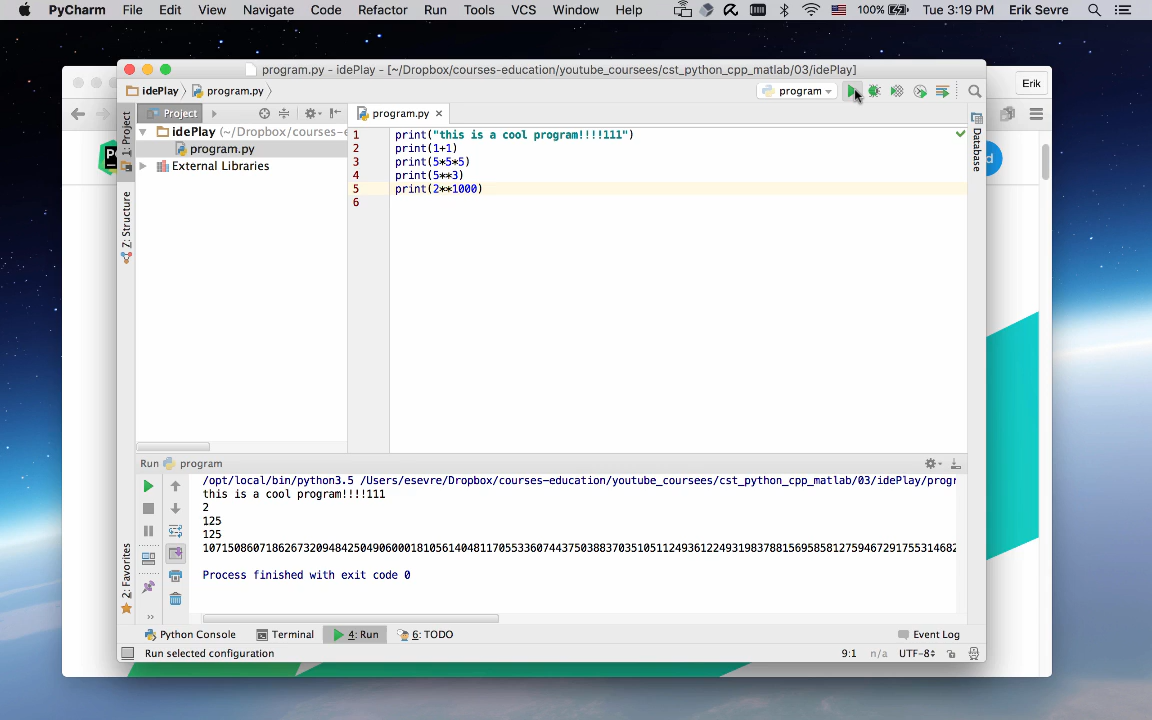 PyCharm File Edit View Navigate Code Refactor Run Tools VCS Window Help 100% Tue 3:19 PM Erik Sevre
program.py - idePlay - [~/Dropbox/courses-education/youtube_coursees/cst_python_cpp_matlab/03/idePlay]
Erik
idePlay program.py program
1: Project
Project
program.py
idePlay (~/Dropbox/courses-e
program.py
External Libraries
Z: Structure
2: Favorites
Database
1 print("this is a cool program!!!!111")
2 print(1+1)
3 print(5*5*5)
4 print(5**3)
5 print(2**1000)
6
Run program
/opt/local/bin/python3.5 /Users/esevre/Dropbox/courses-education/youtube_coursees/cst_python_cpp_matlab/03/idePlay/progr
this is a cool program!!!!111
2
125
125
Process finished with exit code 0
Python Console Terminal 4: Run 6: TODO Event Log
Run selected configuration 9:1 n/a UTF-8